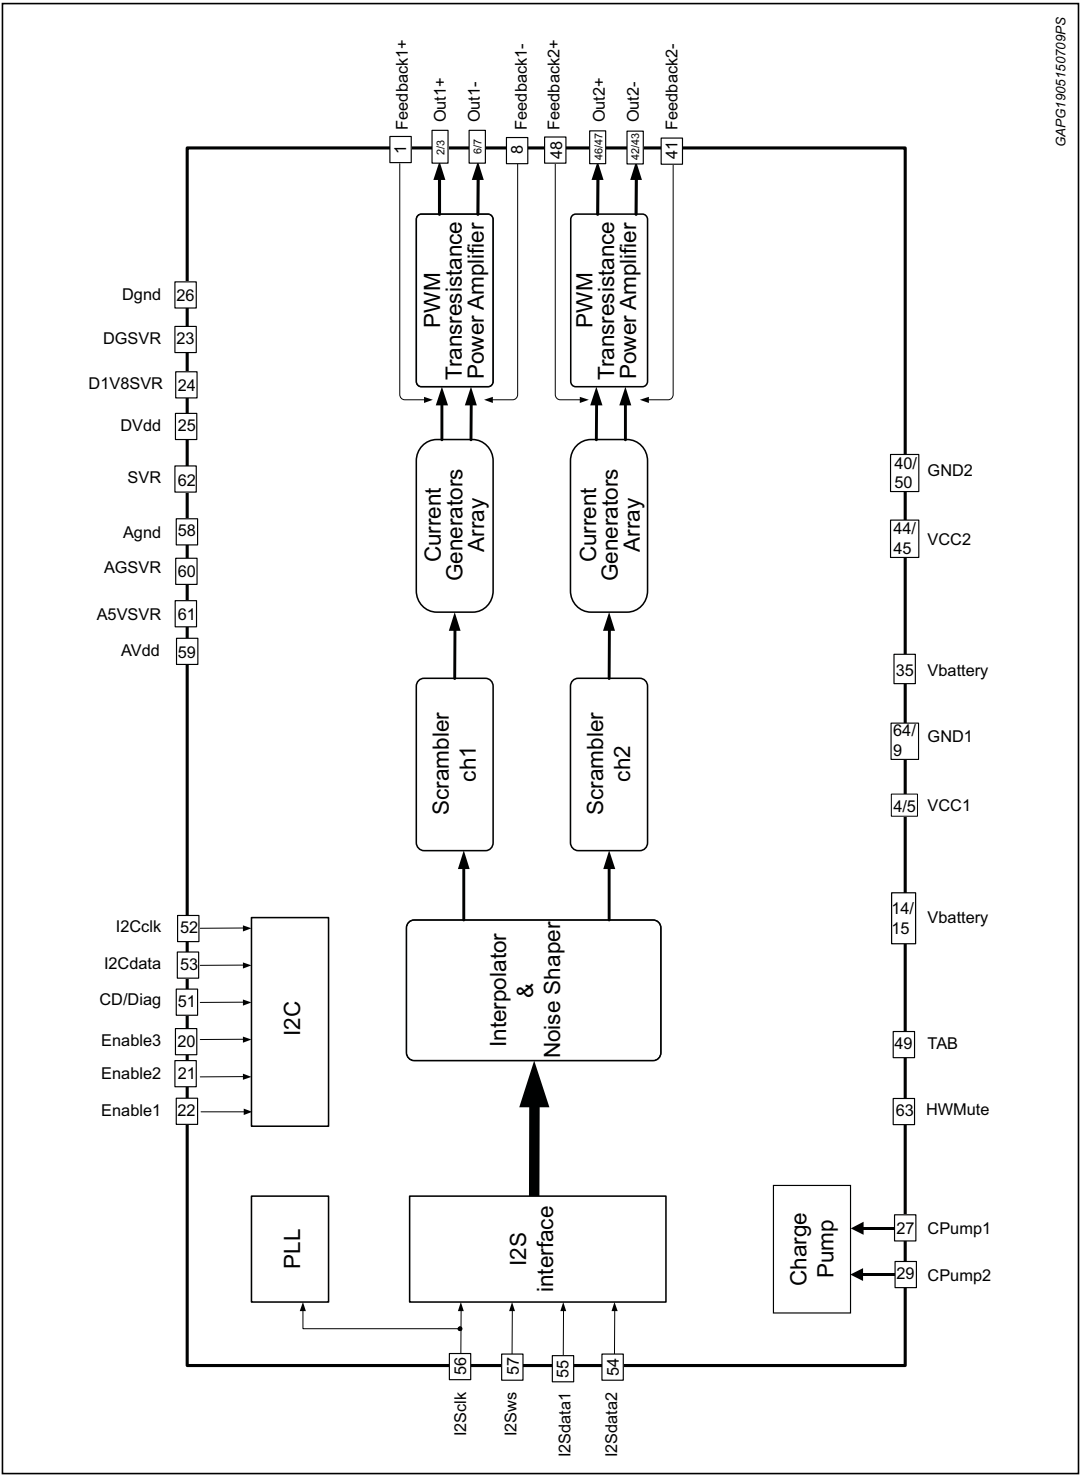 GAPG1905150709PS
Feedback1+
Out1+
Out1-
Feedback1-
Feedback2+
Out2+
Out2-
Feedback2-
1
2/3
6/7
8
48
46/47
42/43
41
PWM
Transresistance
Power Amplifier
PWM
Transresistance
Power Amplifier
Current
Generators
Array
Current
Generators
Array
Scrambler
ch1
Scrambler
ch2
Interpolator
&
Noise Shaper
I2S
interface
PLL
I2C
Charge
Pump
Dgnd 26
DGSVR 23
D1V8SVR 24
DVdd 25
SVR 62
Agnd 58
AGSVR 60
A5VSVR 61
AVdd 59
I2Cclk 52
I2Cdata 53
CD/Diag 51
Enable3 20
Enable2 21
Enable1 22
40/
50
GND2
44/
45
VCC2
35 Vbattery
64/
9
GND1
4/5 VCC1
14/
15
Vbattery
49 TAB
63 HWMute
27 CPump1
29 CPump2
56
57
55
54
I2Sclk
I2Sws
I2Sdata1
I2Sdata2